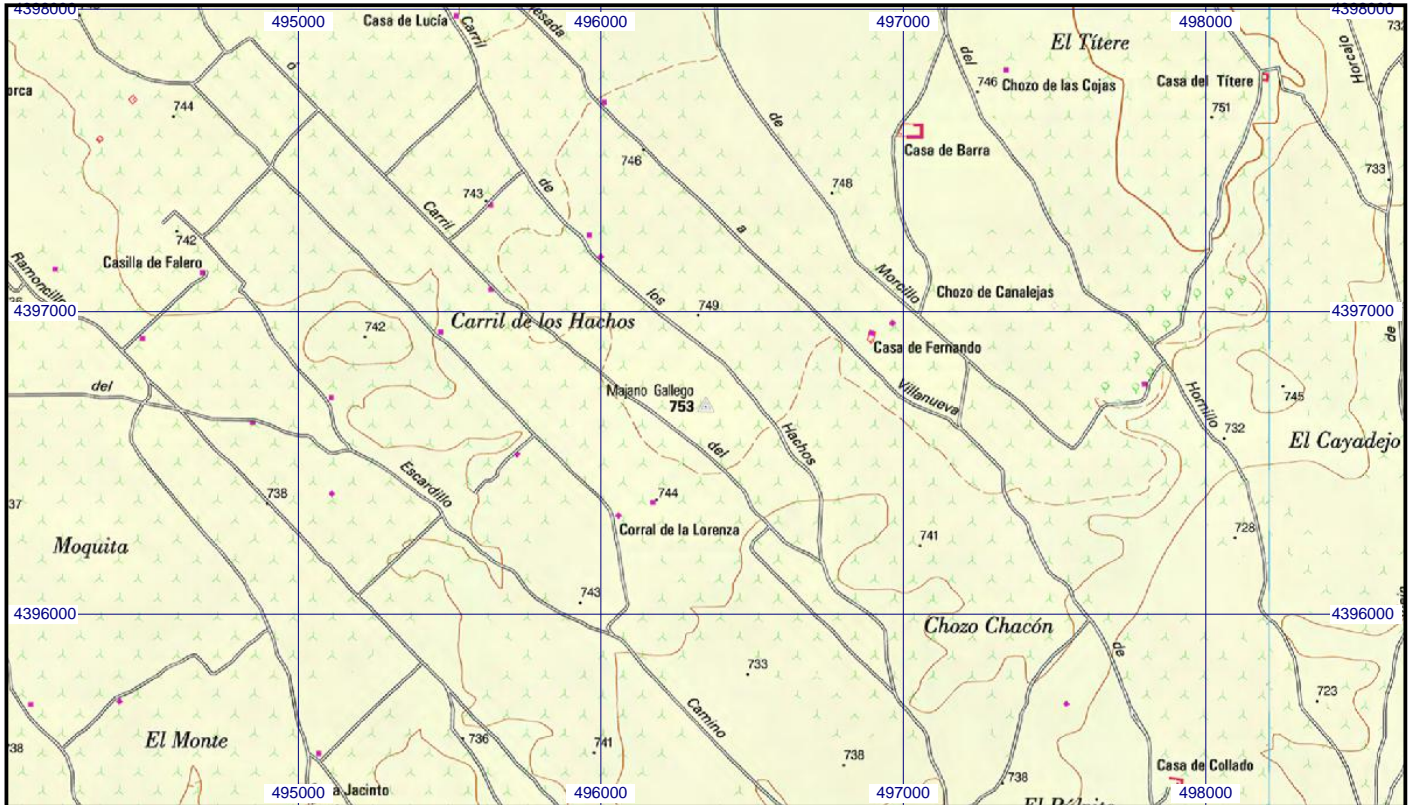 4398000 495000 496000 497000 498000 4398000
Casa de Lucía
Carril
El Títere
del
Horcajo
746
Chozo de las Cojas
Casa del Títere
751
744
de
Casa de Barra
746
733
748
743
de
Carril
742
Casilla de Falero
a
Morcillo
los
Chozo de Canalejas
4397000
749
4397000
742
Carril de los Hachos
de
Casa de Fernando
del
Majano Gallego
753
Villanueva
Hornillo
745
732
El Cayadejo
Hachos
del
Escardillo
738
744
37
Corral de la Lorenza
728
741
Moquita
743
4396000
4396000
Chozo Chacón
de
733
723
Camino
El Monte
736
741
38
738
Casa de Collado
738
495000 496000 497000 498000
a Jacinto